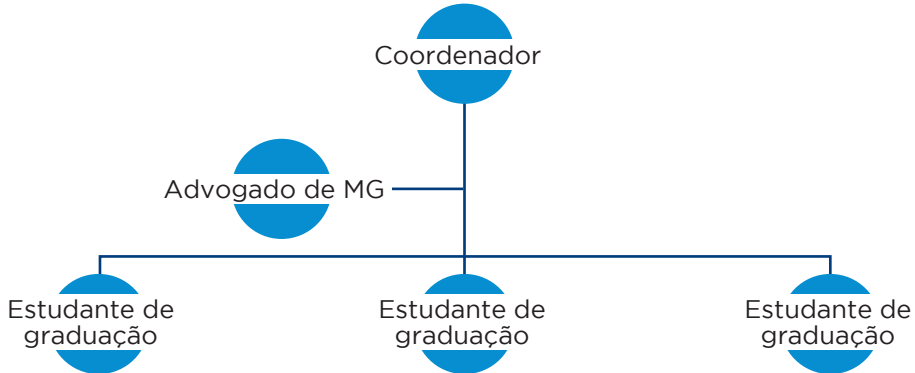 Coordenador
Advogado de MG
Estudante de
graduação
Estudante de
graduação
Estudante de
graduação